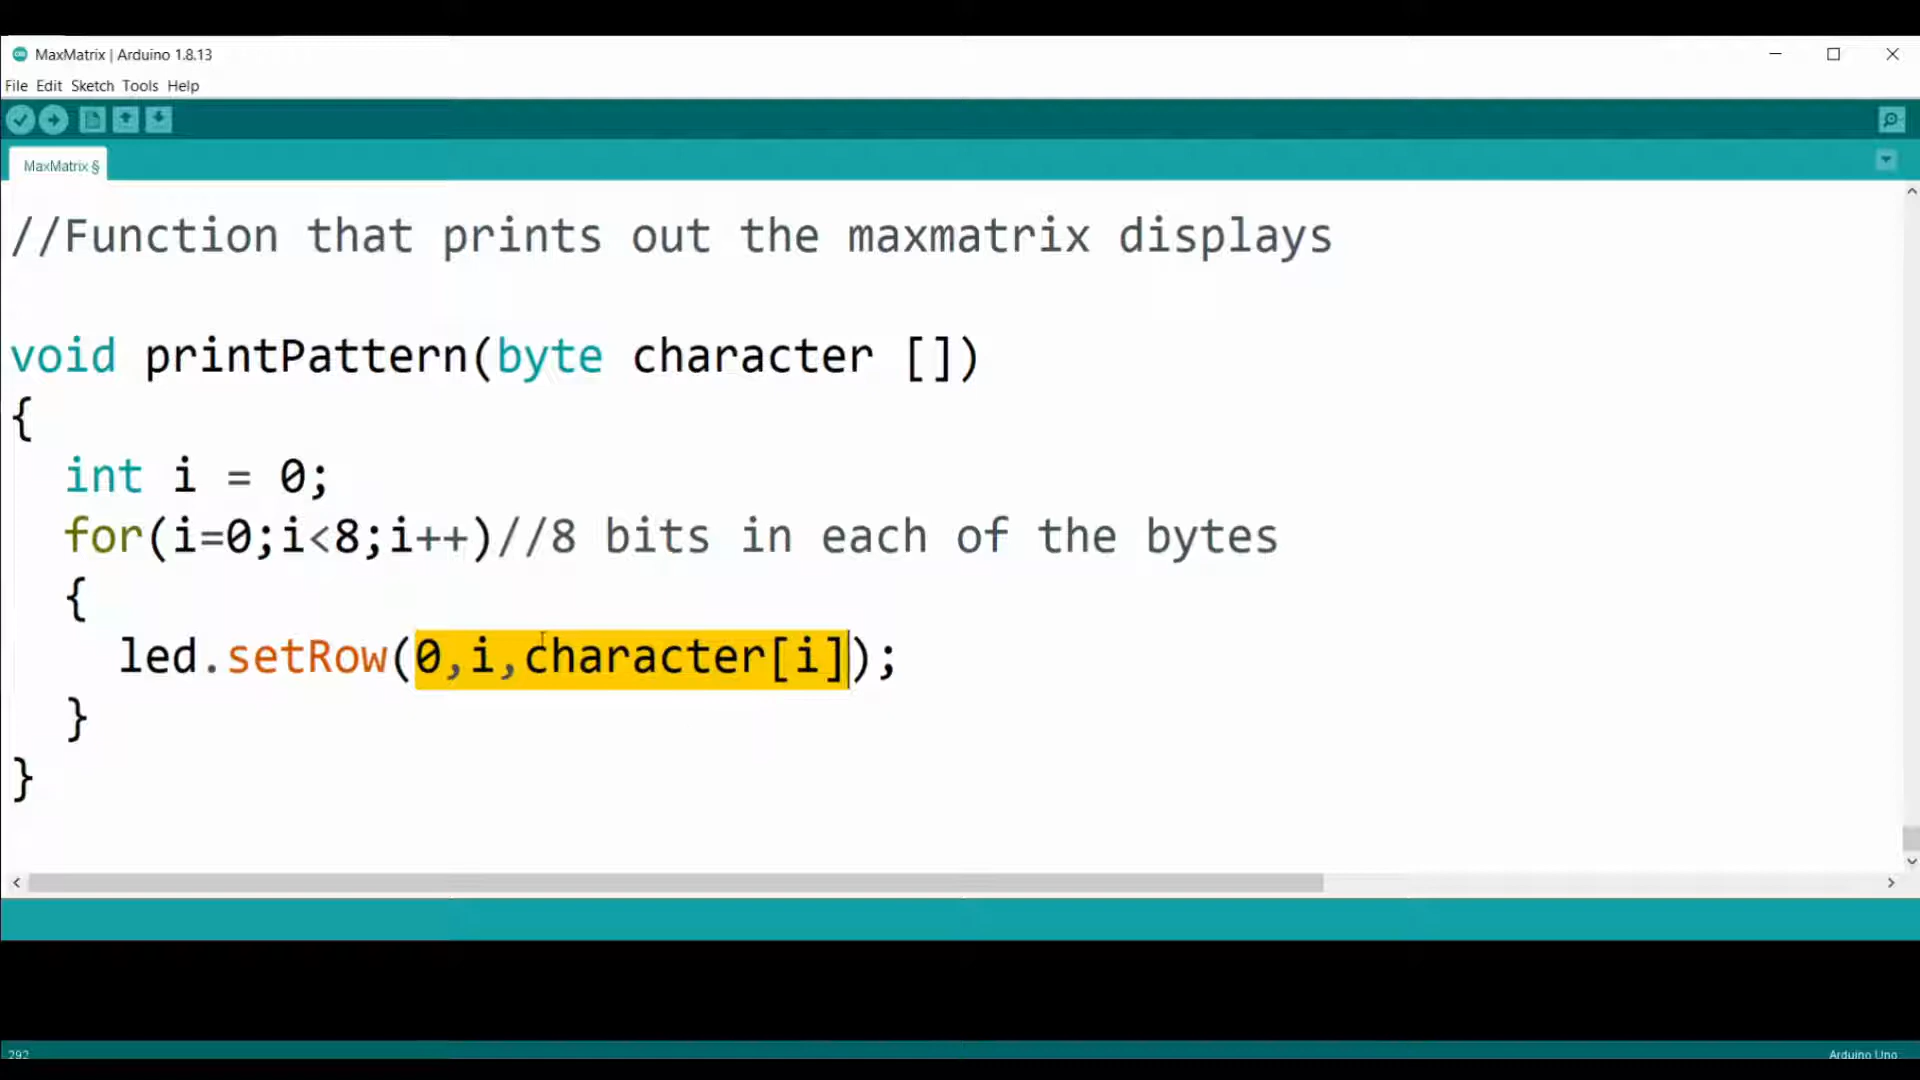 MaxMatrix | Arduino 1.8.13
File Edit Sketch Tools Help
MaxMatrix §
//Function that prints out the maxmatrix displays
void printPattern(byte character [])
{
int i = 0;
for(i=0;i<8;i++)//8 bits in each of the bytes
{
led.setRow(0,i,character[i]);
}
}
292
Arduino Uno